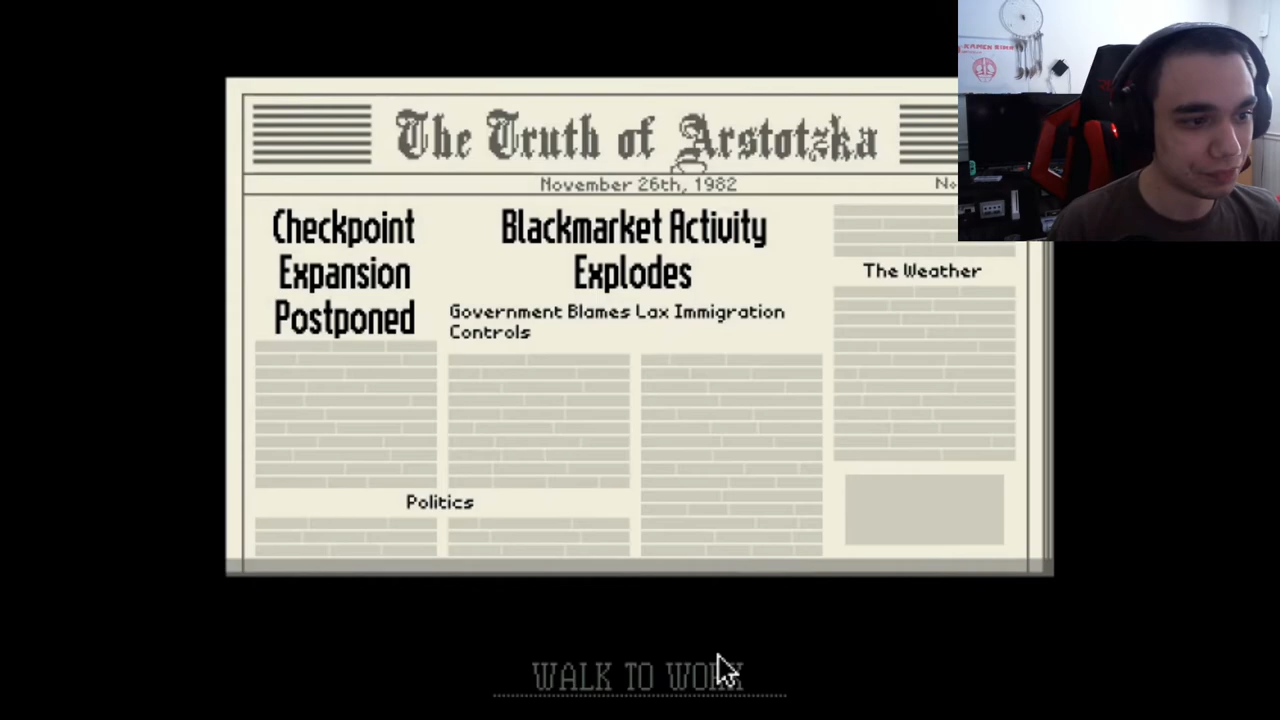 The Truth of Arstotzka
November 26th, 1982
Checkpoint
Expansion
Postponed
Blackmarket Activity
Explodes
Government Blames Lax Immigration
Controls
The Weather
Politics
WALK TO WORK